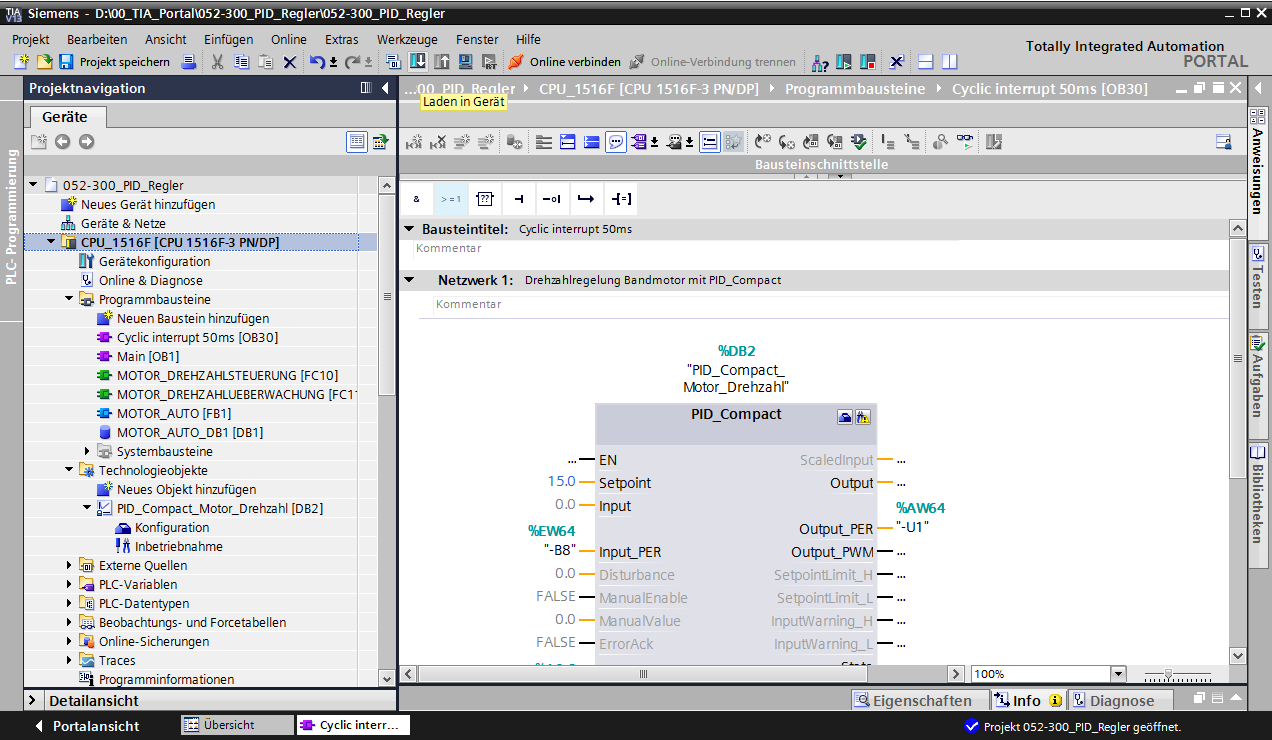 TIA V13 Siemens - D:\00_TIA_Portal\052-300_PID_Regler\052-300_PID_Regler
Projekt Bearbeiten Ansicht Einfügen Online Extras Werkzeuge Fenster Hilfe
Totally Integrated Automation
PORTAL
Projekt speichern
Online verbinden
Online-Verbindung trennen
Laden in Gerät
PLC-Programmierung
Projektnavigation
Geräte
052-300_PID_Regler
Neues Gerät hinzufügen
Geräte & Netze
CPU_1516F [CPU 1516F-3 PN/DP]
Gerätekonfiguration
Online & Diagnose
Programmbausteine
Neuen Baustein hinzufügen
Cyclic interrupt 50ms [OB30]
Main [OB1]
MOTOR_DREHZAHLSTEUERUNG [FC10]
MOTOR_DREHZAHLUEBERWACHUNG [FC1
MOTOR_AUTO [FB1]
MOTOR_AUTO_DB1 [DB1]
Systembausteine
Technologieobjekte
Neues Objekt hinzufügen
PID_Compact_Motor_Drehzahl [DB2]
Konfiguration
Inbetriebnahme
Externe Quellen
PLC-Variablen
PLC-Datentypen
Beobachtungs- und Forcetabellen
Online-Sicherungen
Traces
Programminformationen
Detailansicht
...00_PID_Regler CPU_1516F [CPU 1516F-3 PN/DP] Programmbausteine Cyclic interrupt 50ms [OB30]
Bausteinschnittstelle
& >=1 ??
Bausteintitel: Cyclic interrupt 50ms
Kommentar
Netzwerk 1: Drehzahlregelung Bandmotor mit PID_Compact
Kommentar
%DB2
"PID_Compact_
Motor_Drehzahl"
PID_Compact
... EN ScaledInput ...
15.0 Setpoint Output ...
0.0 Input
%AW64
Output_PER "-U1"
%EW64
"-B8" Input_PER Output_PWM ...
0.0 Disturbance SetpointLimit_H ...
FALSE ManualEnable SetpointLimit_L ...
0.0 ManualValue InputWarning_H ...
FALSE ErrorAck InputWarning_L ...
100%
Eigenschaften Info Diagnose
Anweisungen
Testen
Aufgaben
Bibliotheken
Portalansicht Übersicht Cyclic interr... Projekt 052-300_PID_Regler geöffnet.